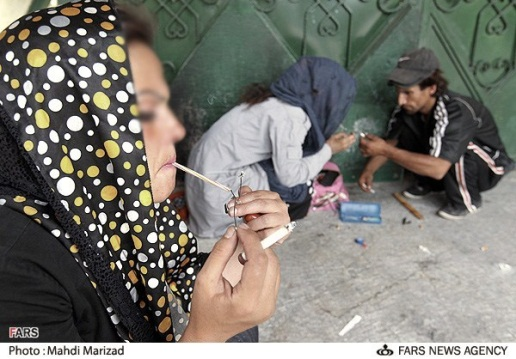 FARS
Photo : Mahdi Marizad
FARS NEWS AGENCY